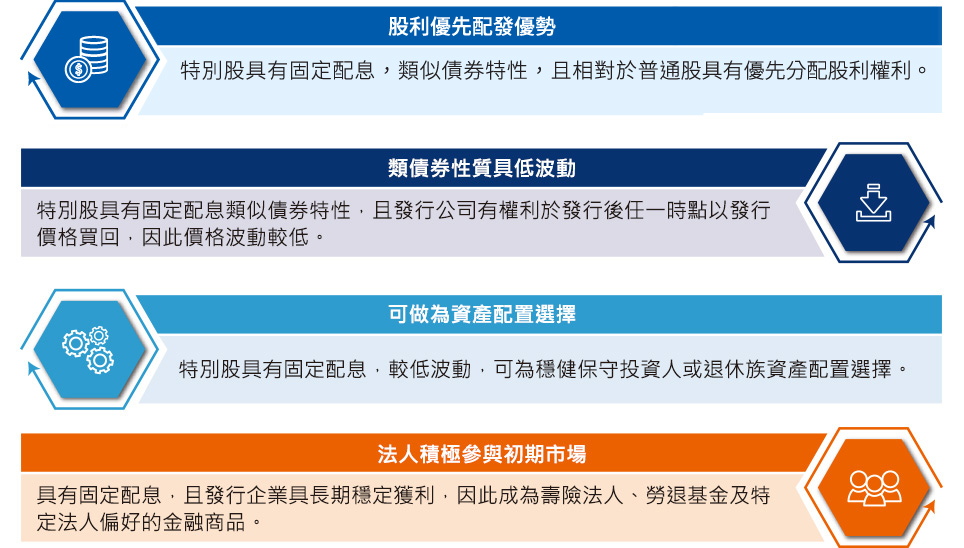 股利優先配發優勢
特別股具有固定配息，類似債券特性，且相對於普通股具有優先分配股利權利。
類債券性質具低波動
特別股具有固定配息類似債券特性，且發行公司有權利於發行後任一時點以發行
價格買回，因此價格波動較低。
可做為資產配置選擇
特別股具有固定配息，較低波動，可為穩健保守投資人或退休族資產配置選擇。
法人積極參與初期市場
具有固定配息，且發行企業具長期穩定獲利，因此成為壽險法人、勞退基金及特
定法人偏好的金融商品。